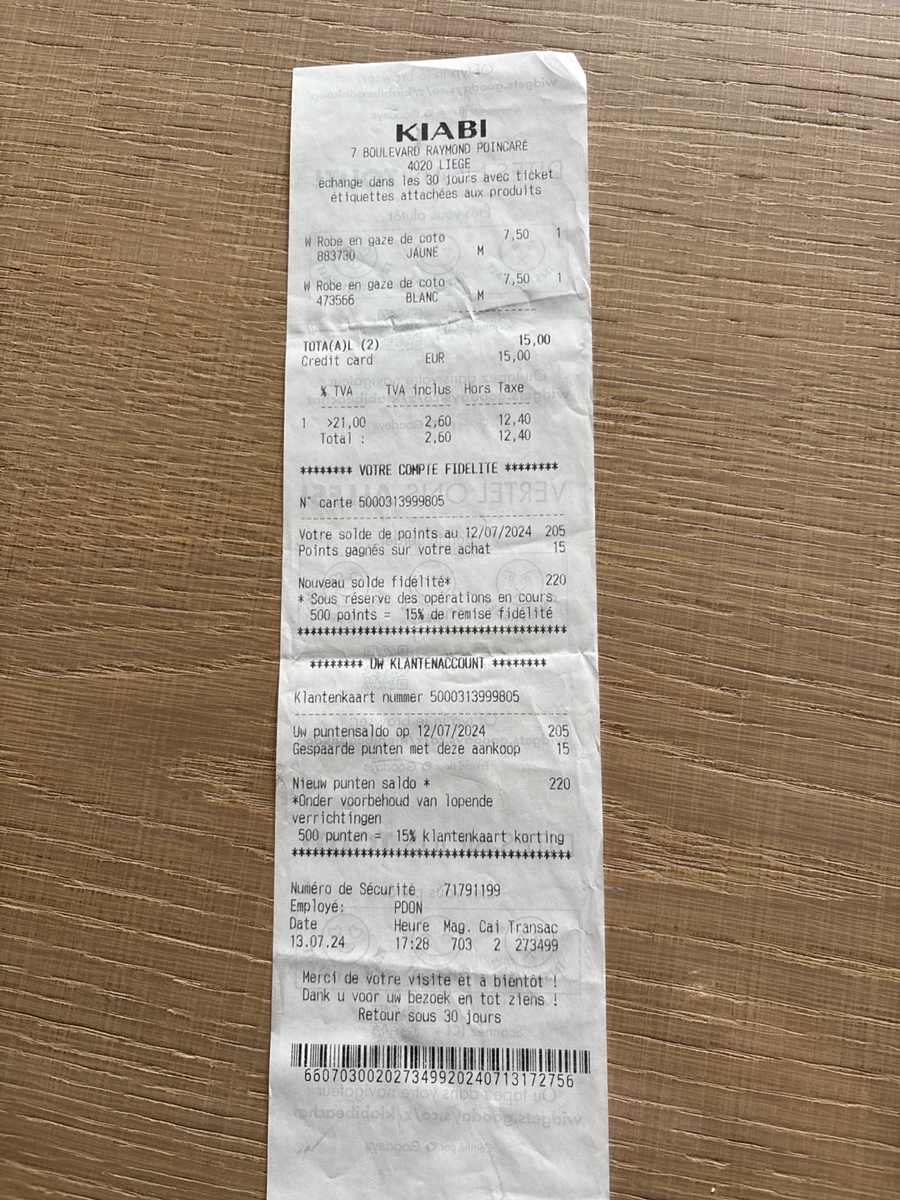 KIABI
7 BOULEVARD RAYMOND POINCARÉ
4020 LIEGE
échange dans les 30 jours avec ticket
étiquettes attachées aux produits
W Robe en gaze de coto 7,50 1
883730 JAUNE M
W Robe en gaze de coto 7,50 1
473566 BLANC M
TOTA(A)L (2) 15,00
Credit card EUR 15,00
% TVA TVA inclus Hors Taxe
1 >21,00 2,60 12,40
Total : 2,60 12,40
******** VOTRE COMPTE FIDELITE ********
N° carte 5000313999805
Votre solde de points au 12/07/2024 205
Points gagnés sur votre achat 15
Nouveau solde fidélité* 220
* Sous réserve des opérations en cours
500 points = 15% de remise fidélité
****************************************
******** UW KLANTENACCOUNT ********
Klantenkaart nummer 5000313999805
Uw puntensaldo op 12/07/2024 205
Gespaarde punten met deze aankoop 15
Nieuw punten saldo * 220
*Onder voorbehoud van lopende
verrichtingen
500 punten = 15% klantenkaart korting
****************************************
Numéro de Sécurité 71791199
Employé: PDON
Date Heure Mag. Cai Transac
13.07.24 17:28 703 2 273499
Merci de votre visite et à bientôt !
Dank u voor uw bezoek en tot ziens !
Retour sous 30 jours
660703002027349920240713172756